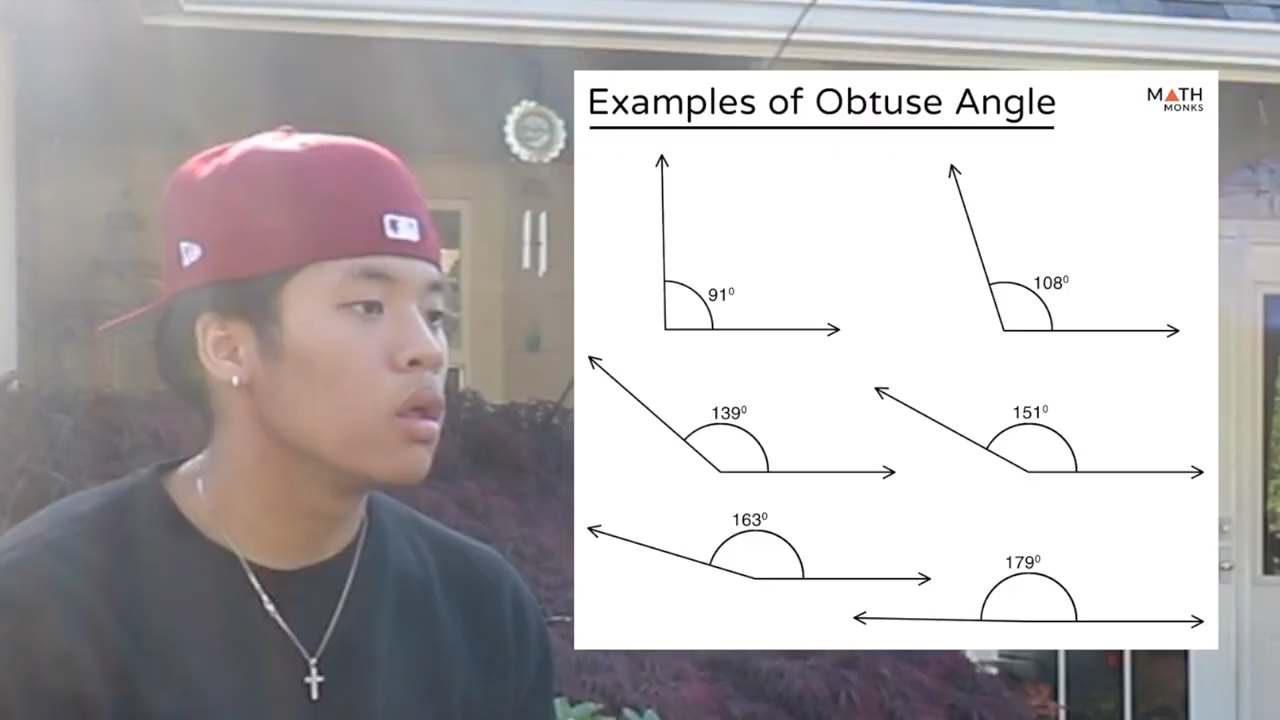 Examples of Obtuse Angle
MATH
MONKS
91⁰
108⁰
139⁰
151⁰
163⁰
179⁰